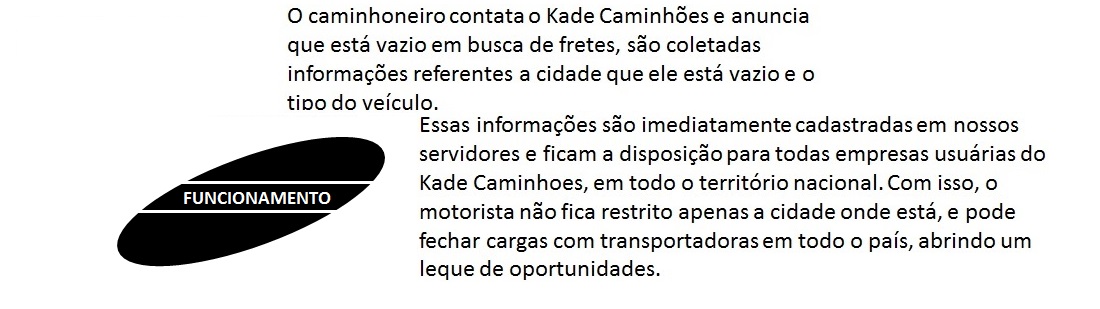 O caminhoneiro contata o Kade Caminhões e anuncia
que está vazio em busca de fretes, são coletadas
informações referentes a cidade que ele está vazio e o
tipo do veículo.
Essas informações são imediatamente cadastradas em nossos
servidores e ficam a disposição para todas empresas usuárias do
Kade Caminhoes, em todo o território nacional. Com isso, o
motorista não fica restrito apenas a cidade onde está, e pode
fechar cargas com transportadoras em todo o país, abrindo um
leque de oportunidades.
FUNCIONAMENTO